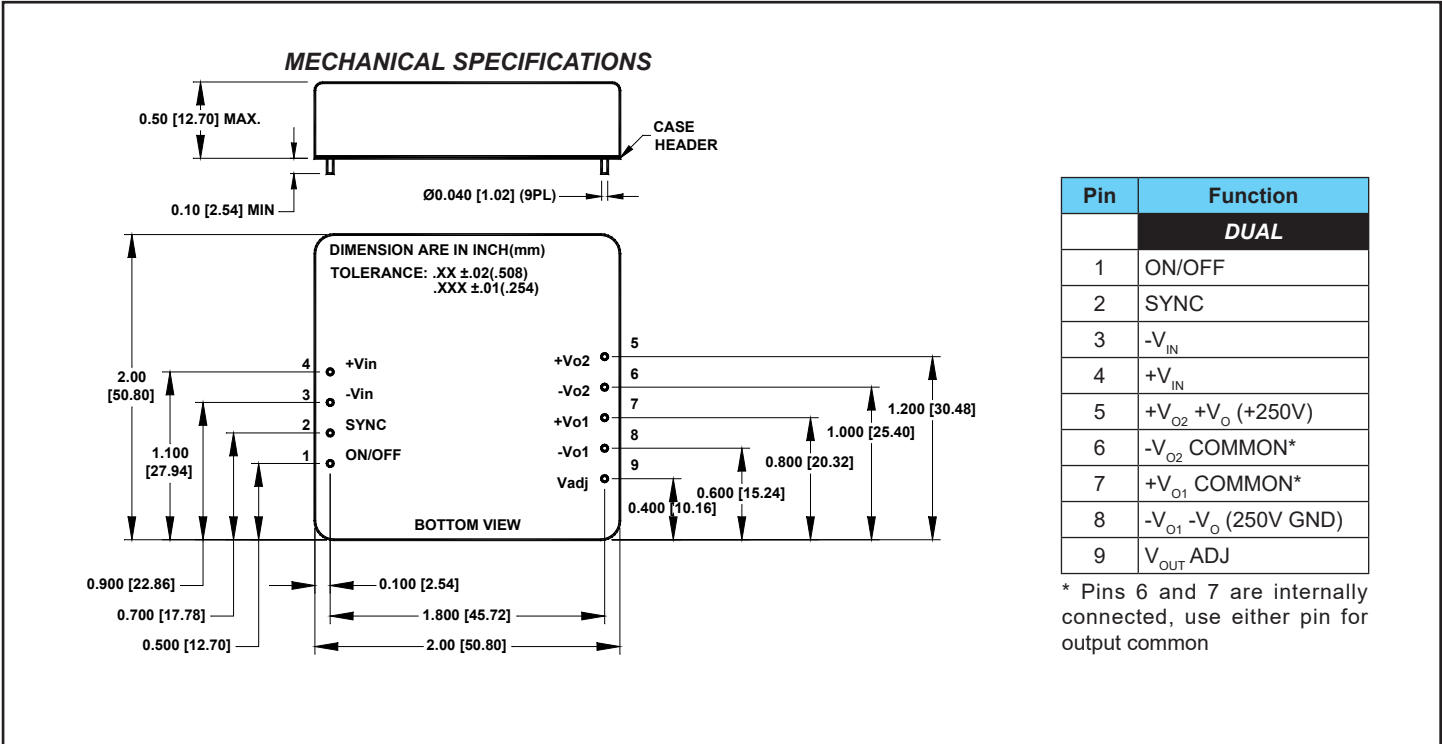 MECHANICAL SPECIFICATIONS
0.50 [12.70] MAX.
CASE
HEADER
Ø0.040 [1.02] (9PL)
0.10 [2.54] MIN
DIMENSION ARE IN INCH(mm)
TOLERANCE: .XX ±.02(.508)
.XXX ±.01(.254)
4 +Vin
3 -Vin
2 SYNC
1 ON/OFF
+Vo2 5
-Vo2 6
+Vo1 7
-Vo1 8
Vadj 9
2.00
[50.80]
1.100
[27.94]
1.200 [30.48]
1.000 [25.40]
0.800 [20.32]
0.600 [15.24]
0.400 [10.16]
BOTTOM VIEW
0.900 [22.86]
0.100 [2.54]
0.700 [17.78]
1.800 [45.72]
0.500 [12.70]
2.00 [50.80]
Pin Function
DUAL
1 ON/OFF
2 SYNC
3 -VIN
4 +VIN
5 +VO2 +VO (+250V)
6 -VO2 COMMON*
7 +VO1 COMMON*
8 -VO1 -VO (250V GND)
9 VOUT ADJ
* Pins 6 and 7 are internally
connected, use either pin for
output common